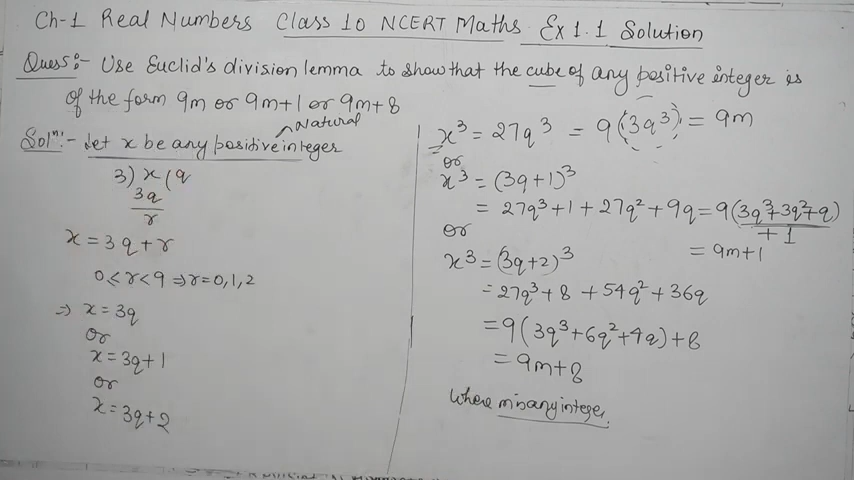 Ch-1 Real Numbers Class 10 NCERT Maths Ex 1.1 Solution
Ques:- Use Euclid's division lemma to show that the cube of any positive integer is
of the form 9m or 9m+1 or 9m+8
Natural
Solⁿ:- Let x be any positive integer
3) x (q
3q
r
x = 3q + r
0 ≤ r < 9 ⇒ r = 0, 1, 2
⇒ x = 3q
or
x = 3q + 1
or
x = 3q + 2
x³ = 27q³ = 9(3q³) = 9m
or
x³ = (3q+1)³
= 27q³ + 1 + 27q² + 9q = 9(3q³+3q²+q)
+1
or
= 9m+1
x³ = (3q+2)³
= 27q³ + 8 + 54q² + 36q
= 9(3q³+6q²+4q)+8
= 9m+8
Where m is any integer.